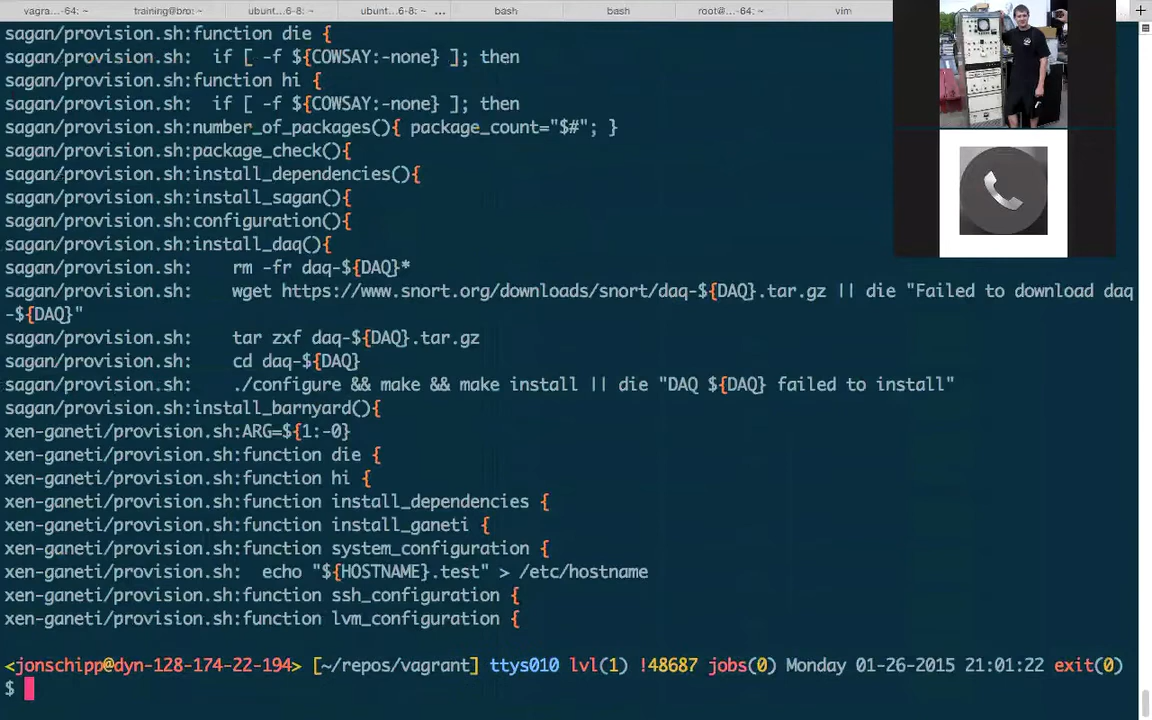 vagra...-64: ~ training@bro: ~ ubunt...6-8: ~ ubunt...6-8: ~ ... bash bash root@...-64: ~ vim +
sagan/provision.sh:function die {
sagan/provision.sh:  if [ -f ${COWSAY:-none} ]; then
sagan/provision.sh:function hi {
sagan/provision.sh:  if [ -f ${COWSAY:-none} ]; then
sagan/provision.sh:number_of_packages(){ package_count="$#"; }
sagan/provision.sh:package_check(){
sagan/provision.sh:install_dependencies(){
sagan/provision.sh:install_sagan(){
sagan/provision.sh:configuration(){
sagan/provision.sh:install_daq(){
sagan/provision.sh:    rm -fr daq-${DAQ}*
sagan/provision.sh:    wget https://www.snort.org/downloads/snort/daq-${DAQ}.tar.gz || die "Failed to download daq
-${DAQ}"
sagan/provision.sh:    tar zxf daq-${DAQ}.tar.gz
sagan/provision.sh:    cd daq-${DAQ}
sagan/provision.sh:    ./configure && make && make install || die "DAQ ${DAQ} failed to install"
sagan/provision.sh:install_barnyard(){
xen-ganeti/provision.sh:ARG=${1:-0}
xen-ganeti/provision.sh:function die {
xen-ganeti/provision.sh:function hi {
xen-ganeti/provision.sh:function install_dependencies {
xen-ganeti/provision.sh:function install_ganeti {
xen-ganeti/provision.sh:function system_configuration {
xen-ganeti/provision.sh:  echo "${HOSTNAME}.test" > /etc/hostname
xen-ganeti/provision.sh:function ssh_configuration {
xen-ganeti/provision.sh:function lvm_configuration {
<jonschipp@dyn-128-174-22-194> [~/repos/vagrant] ttys010 lvl(1) !48687 jobs(0) Monday 01-26-2015 21:01:22 exit(0)
$